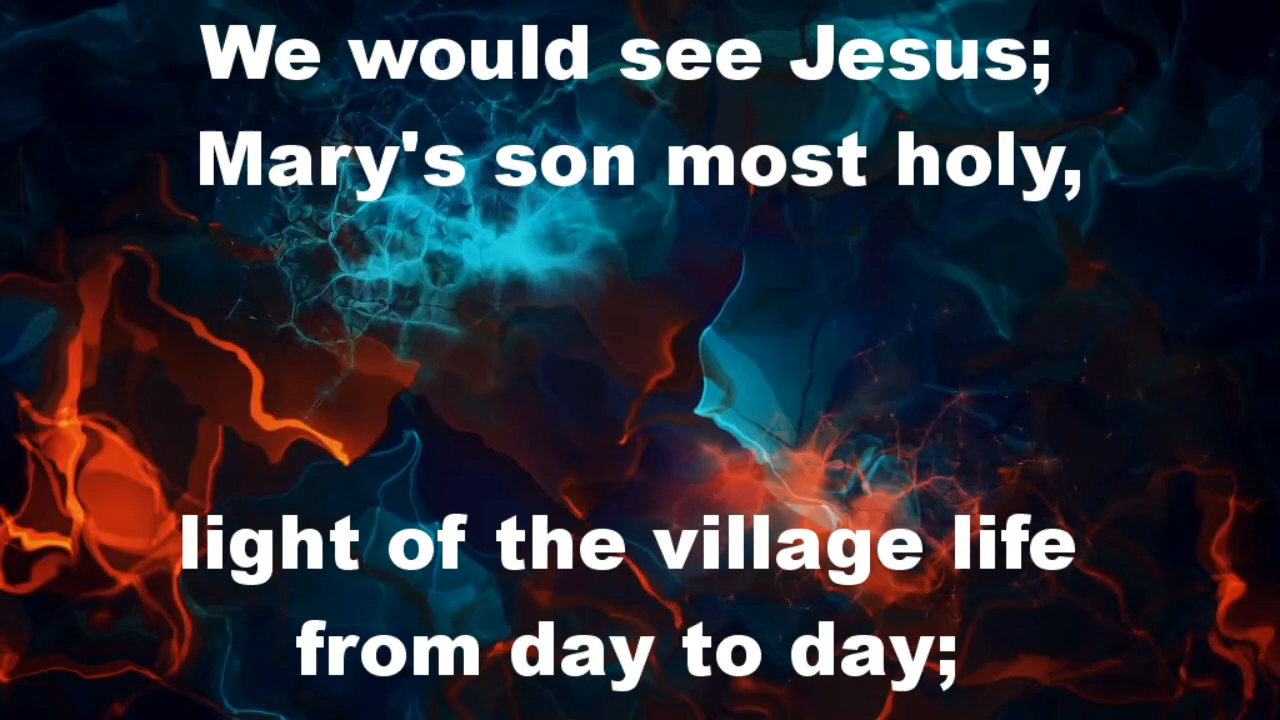 We would see Jesus;
Mary's son most holy,
light of the village life
from day to day;